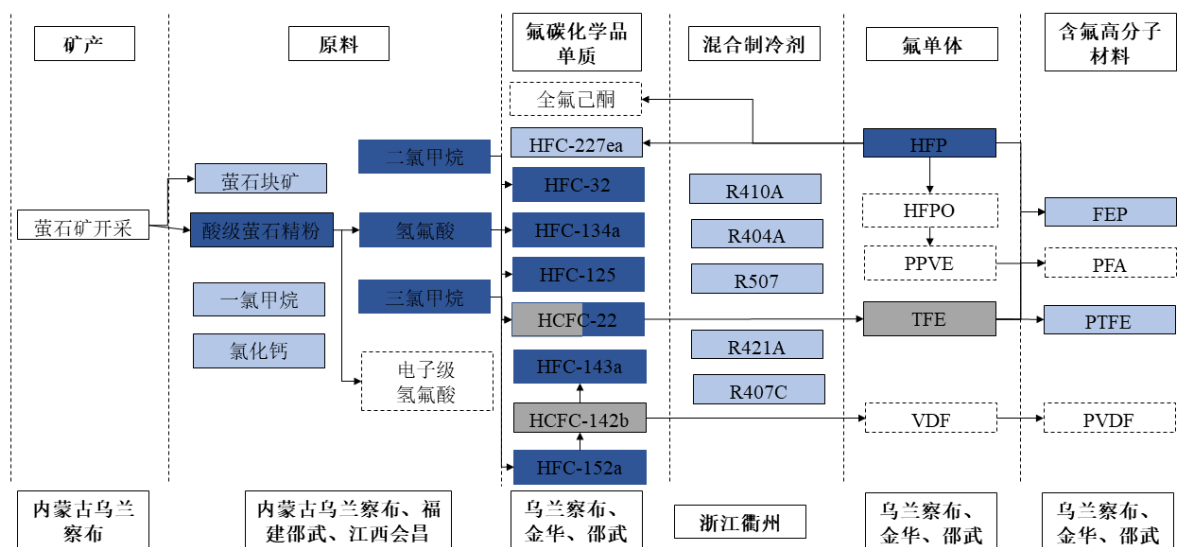 矿产
原料
氟碳化学品
单质
混合制冷剂
氟单体
含氟高分子
材料
全氟己酮
二氯甲烷
HFC-227ea
HFP
萤石块矿
HFC-32
R410A
HFPO
FEP
萤石矿开采
酸级萤石精粉
氢氟酸
HFC-134a
R404A
PPVE
PFA
HFC-125
R507
一氯甲烷
三氯甲烷
HCFC-22
TFE
PTFE
氯化钙
R421A
电子级
氢氟酸
HFC-143a
R407C
HCFC-142b
VDF
PVDF
HFC-152a
内蒙古乌兰
察布
内蒙古乌兰察布、福
建邵武、江西会昌
乌兰察布、
金华、邵武
浙江衢州
乌兰察布、
金华、邵武
乌兰察布、
金华、邵武